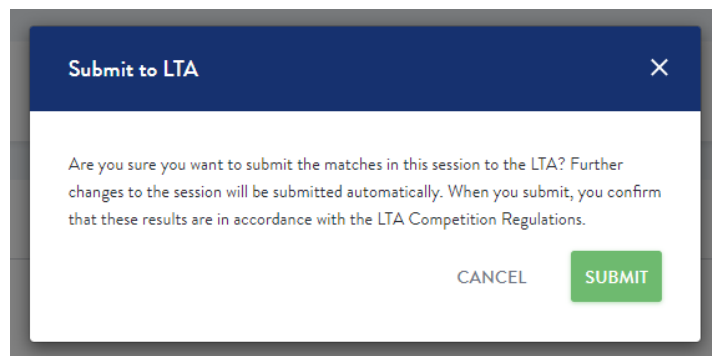 Submit to LTA
Are you sure you want to submit the matches in this session to the LTA? Further
changes to the session will be submitted automatically. When you submit, you confirm
that these results are in accordance with the LTA Competition Regulations.
CANCEL SUBMIT